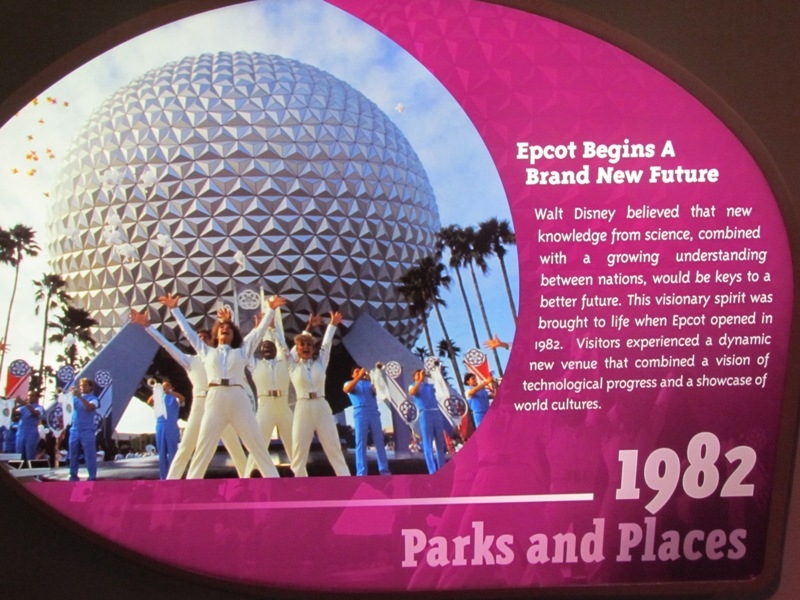 Epcot Begins A
Brand New Future
Walt Disney believed that new
knowledge from science, combined
with a growing understanding
between nations, would be keys to a
better future. This visionary spirit was
brought to life when Epcot opened in
1982. Visitors experienced a dynamic
new venue that combined a vision of
technological progress and a showcase of
world cultures.
1982
Parks and Places